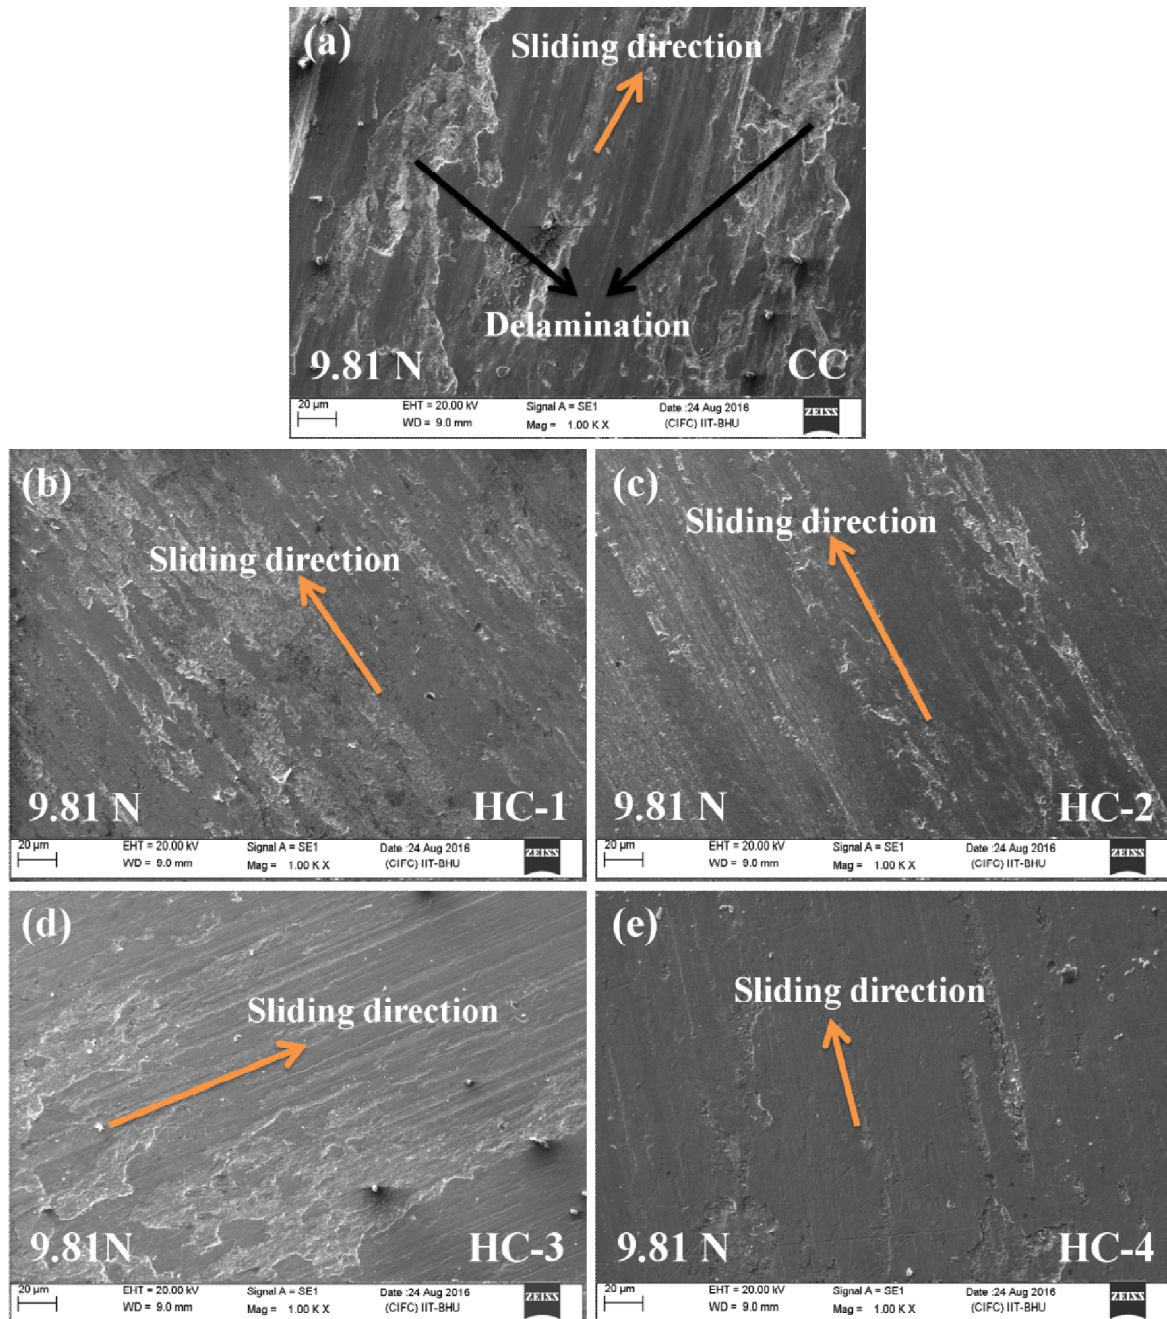 (a)
Sliding direction
Delamination
9.81 N CC
20 µm EHT = 20.00 kV Signal A = SE1 Date :24 Aug 2016 ZEISS
WD = 9.0 mm Mag = 1.00 K X (CIFC) IIT-BHU
(b)
Sliding direction
9.81 N HC-1
20 µm EHT = 20.00 kV Signal A = SE1 Date :24 Aug 2016 ZEISS
WD = 9.0 mm Mag = 1.00 K X (CIFC) IIT-BHU
(c)
Sliding direction
9.81 N HC-2
20 µm EHT = 20.00 kV Signal A = SE1 Date :24 Aug 2016 ZEISS
WD = 9.0 mm Mag = 1.00 K X (CIFC) IIT-BHU
(d)
Sliding direction
9.81N HC-3
20 µm EHT = 20.00 kV Signal A = SE1 Date :24 Aug 2016 ZEISS
WD = 9.0 mm Mag = 1.00 K X (CIFC) IIT-BHU
(e)
Sliding direction
9.81 N HC-4
20 µm EHT = 20.00 kV Signal A = SE1 Date :24 Aug 2016 ZEISS
WD = 9.0 mm Mag = 1.00 K X (CIFC) IIT-BHU